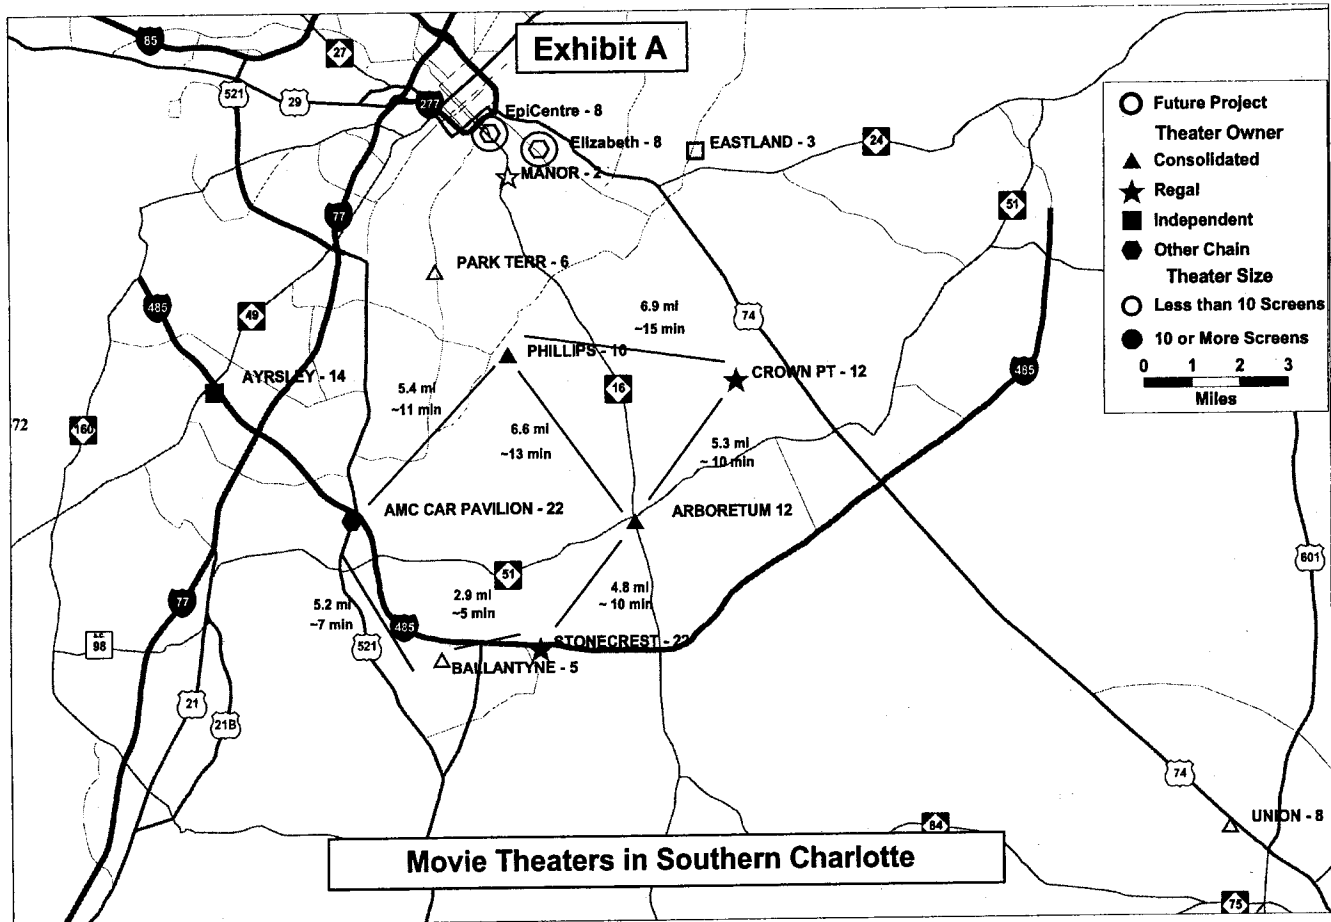 Exhibit A
85
27
521
29
277
EpiCentre - 8
Elizabeth - 8
EASTLAND - 3
24
MANOR - 2
51
77
PARK TERR - 6
485
49
6.9 mi
~15 min
74
PHILLIPS - 10
CROWN PT - 12
485
AYRSLEY - 14
5.4 mi
~11 min
16
72
160
6.6 mi
~13 min
5.3 mi
~ 10 min
AMC CAR PAVILION - 22
ARBORETUM 12
601
51
77
5.2 mi
~7 min
2.9 mi
~5 min
4.8 mi
~ 10 min
485
98
521
STONECREST - 22
BALLANTYNE - 5
21
21B
74
UNION - 8
84
75
Movie Theaters in Southern Charlotte
Future Project
Theater Owner
Consolidated
Regal
Independent
Other Chain
Theater Size
Less than 10 Screens
10 or More Screens
0 1 2 3
Miles